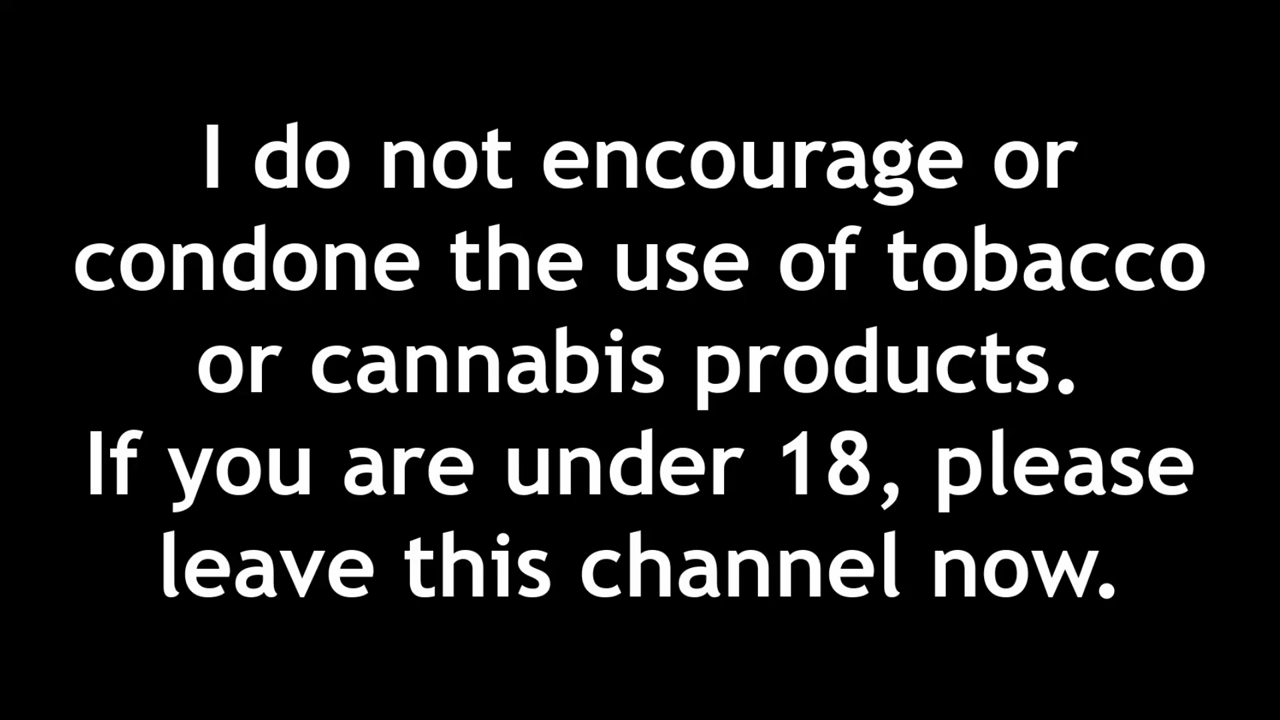 I do not encourage or
condone the use of tobacco
or cannabis products.
If you are under 18, please
leave this channel now.